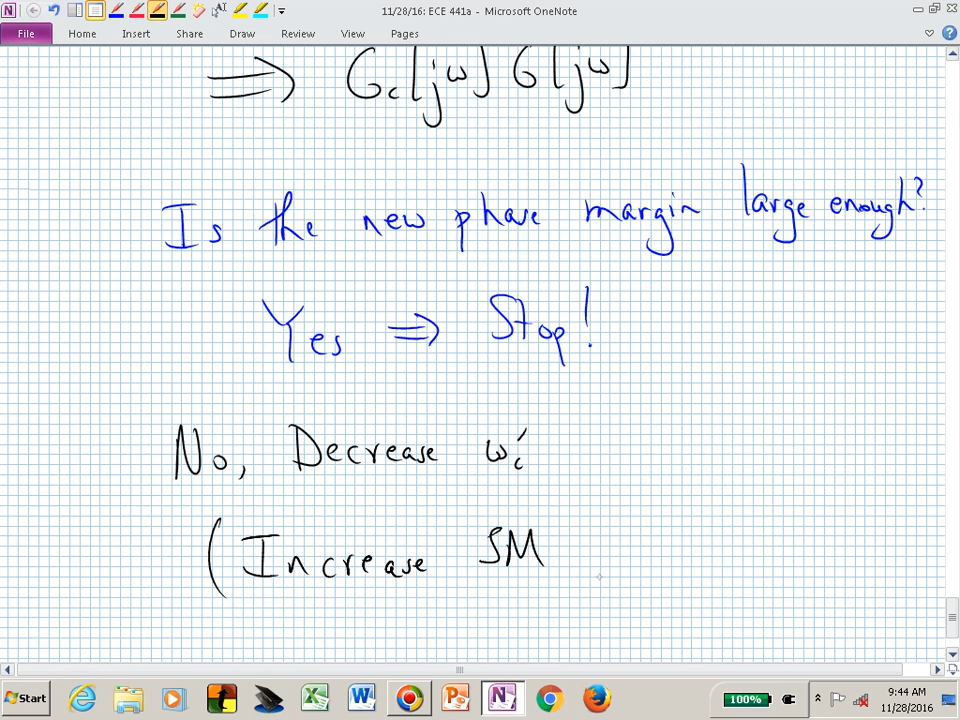 11/28/16: ECE 441a - Microsoft OneNote
File Home Insert Share Draw Review View Pages
⇒ Gc(jω) G(jω)
Is the new phase margin large enough?
Yes ⇒ Stop!
No, Decrease ωc'
(Increase SM
Start
100%
9:44 AM
11/28/2016